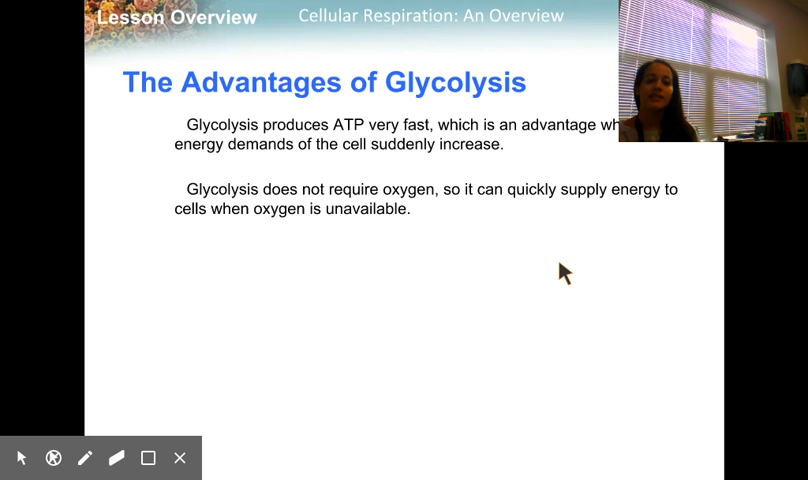 Lesson Overview Cellular Respiration: An Overview
The Advantages of Glycolysis
Glycolysis produces ATP very fast, which is an advantage
energy demands of the cell suddenly increase.
Glycolysis does not require oxygen, so it can quickly supply energy to
cells when oxygen is unavailable.